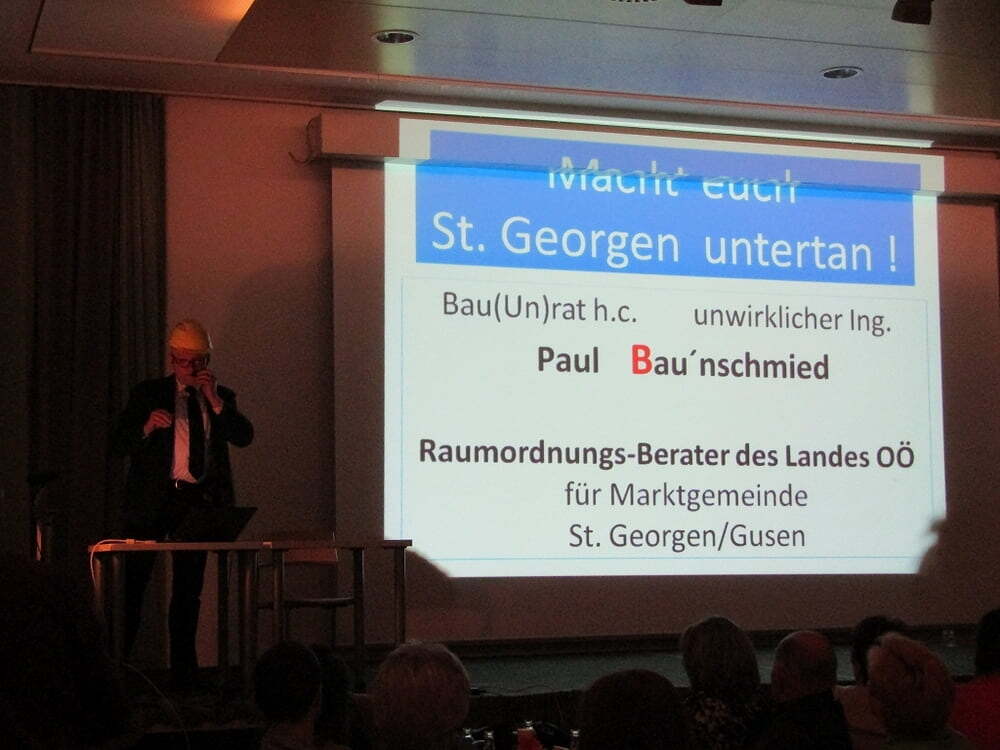 Macht euch
St. Georgen untertan !
Bau(Un)rat h.c. unwirklicher Ing.
Paul Bau´nschmied
Raumordnungs-Berater des Landes OÖ
für Marktgemeinde
St. Georgen/Gusen